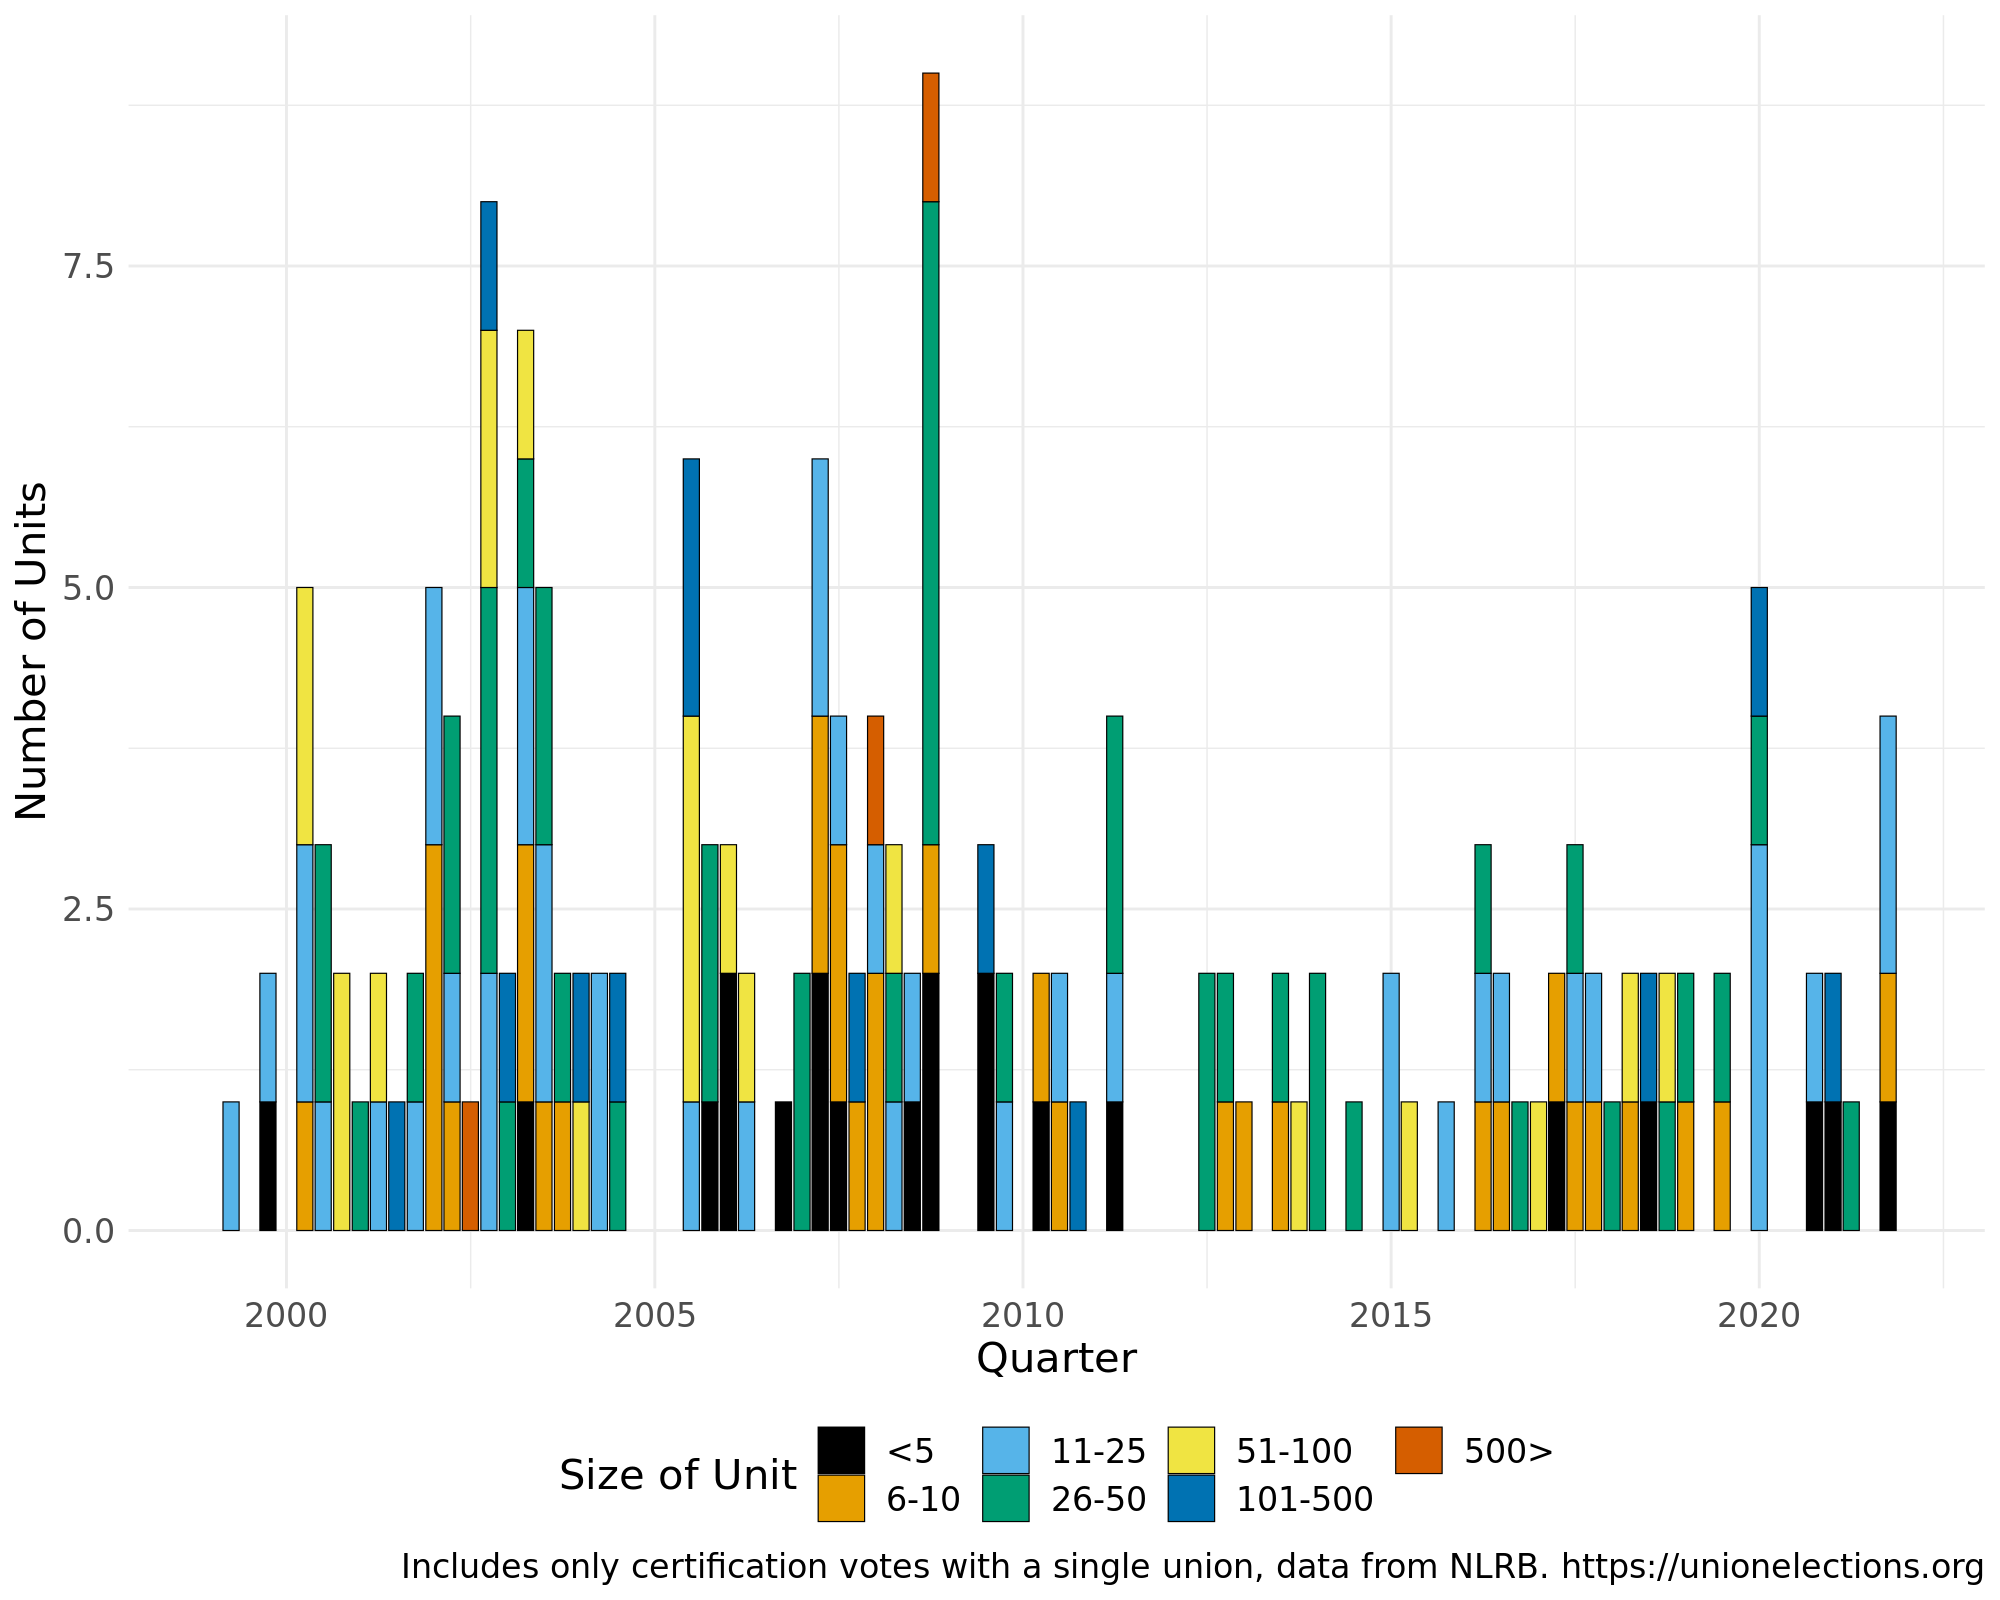 7.5
5.0
2.5
0.0
Number of Units
2000 2005 2010 2015 2020
Quarter
Size of Unit
<5 11-25 51-100 500>
6-10 26-50 101-500
Includes only certification votes with a single union, data from NLRB. https://unionelections.org